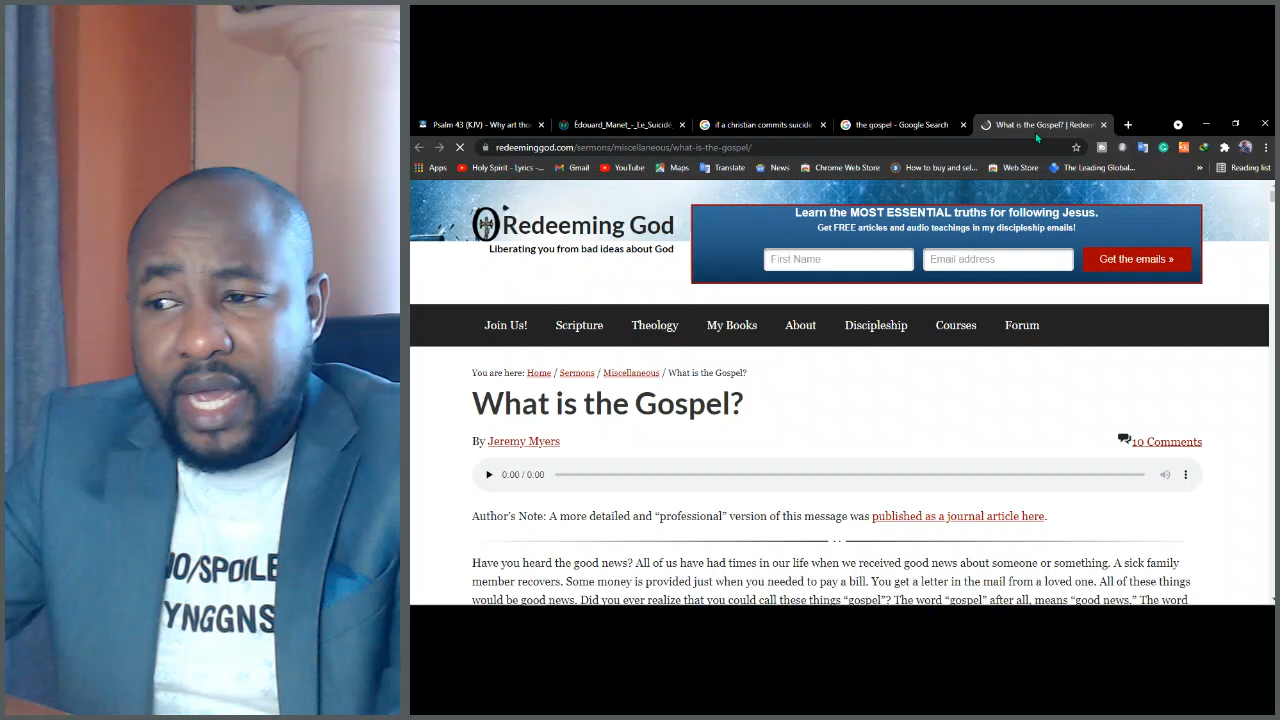 NO/SPOILE
YNGGNS
Psalm 43 (KJV) - Why art tho
Édouard_Manet_-_Le_Suicidé
if a christian commits suicide
the gospel - Google Search
What is the Gospel? | Redeem
redeeminggod.com/sermons/miscellaneous/what-is-the-gospel/
Apps Holy Spirit - Lyrics -... Gmail YouTube Maps Translate News Chrome Web Store How to buy and sel... Web Store The Leading Global... » Reading list
Redeeming God
Liberating you from bad ideas about God
Learn the MOST ESSENTIAL truths for following Jesus.
Get FREE articles and audio teachings in my discipleship emails!
First Name Email address Get the emails »
Join Us! Scripture Theology My Books About Discipleship Courses Forum
You are here: Home / Sermons / Miscellaneous / What is the Gospel?
What is the Gospel?
By Jeremy Myers 10 Comments
0:00 / 0:00
Author's Note: A more detailed and “professional” version of this message was published as a journal article here.
Have you heard the good news? All of us have had times in our life when we received good news about someone or something. A sick family
member recovers. Some money is provided just when you needed to pay a bill. You get a letter in the mail from a loved one. All of these things
would be good news. Did you ever realize that you could call these things “gospel”? The word “gospel” after all, means “good news.” The word